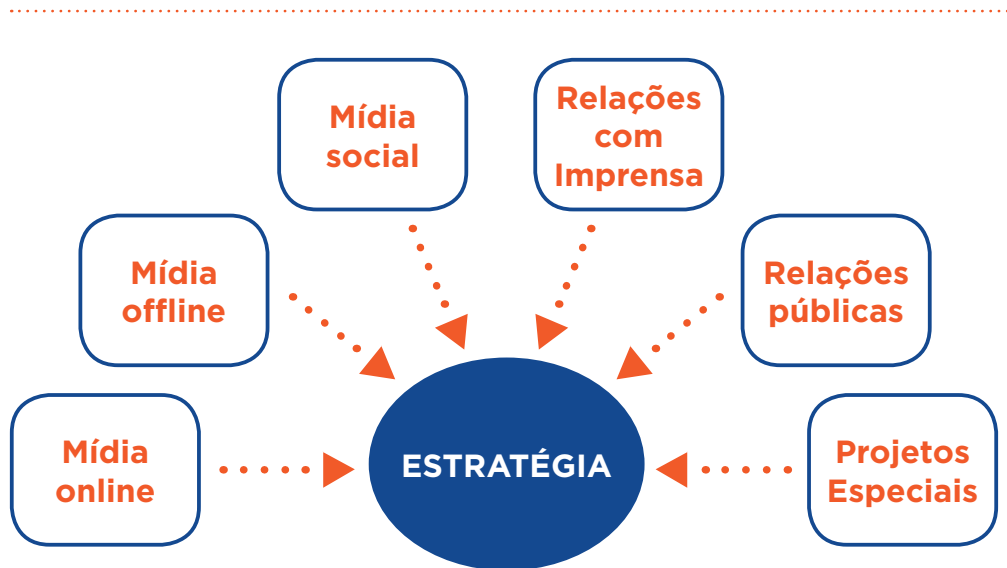 Mídia
social
Relações
com
Imprensa
Mídia
offline
Relações
públicas
Mídia
online
ESTRATÉGIA
Projetos
Especiais